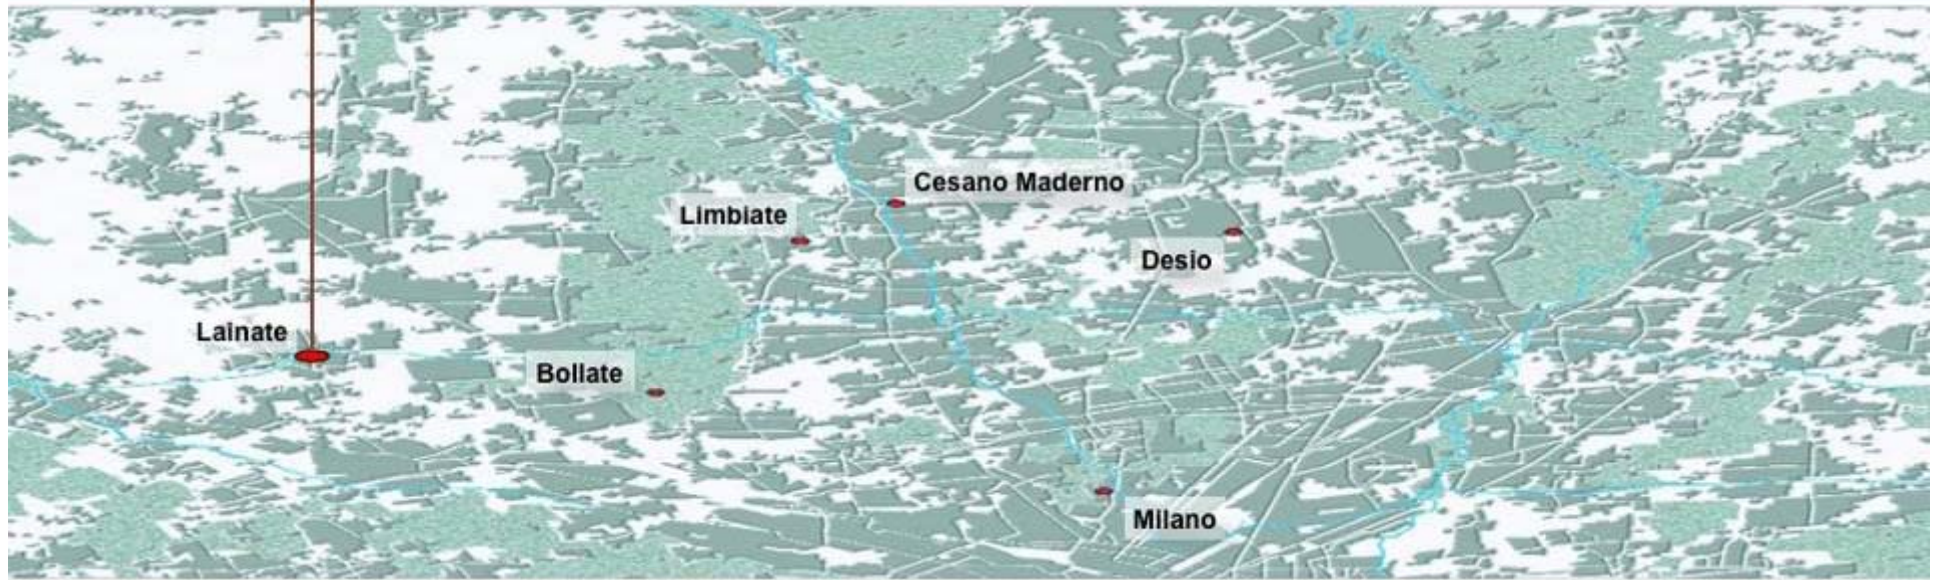 Cesano Maderno
Limbiate
Desio
Lainate
Bollate
Milano